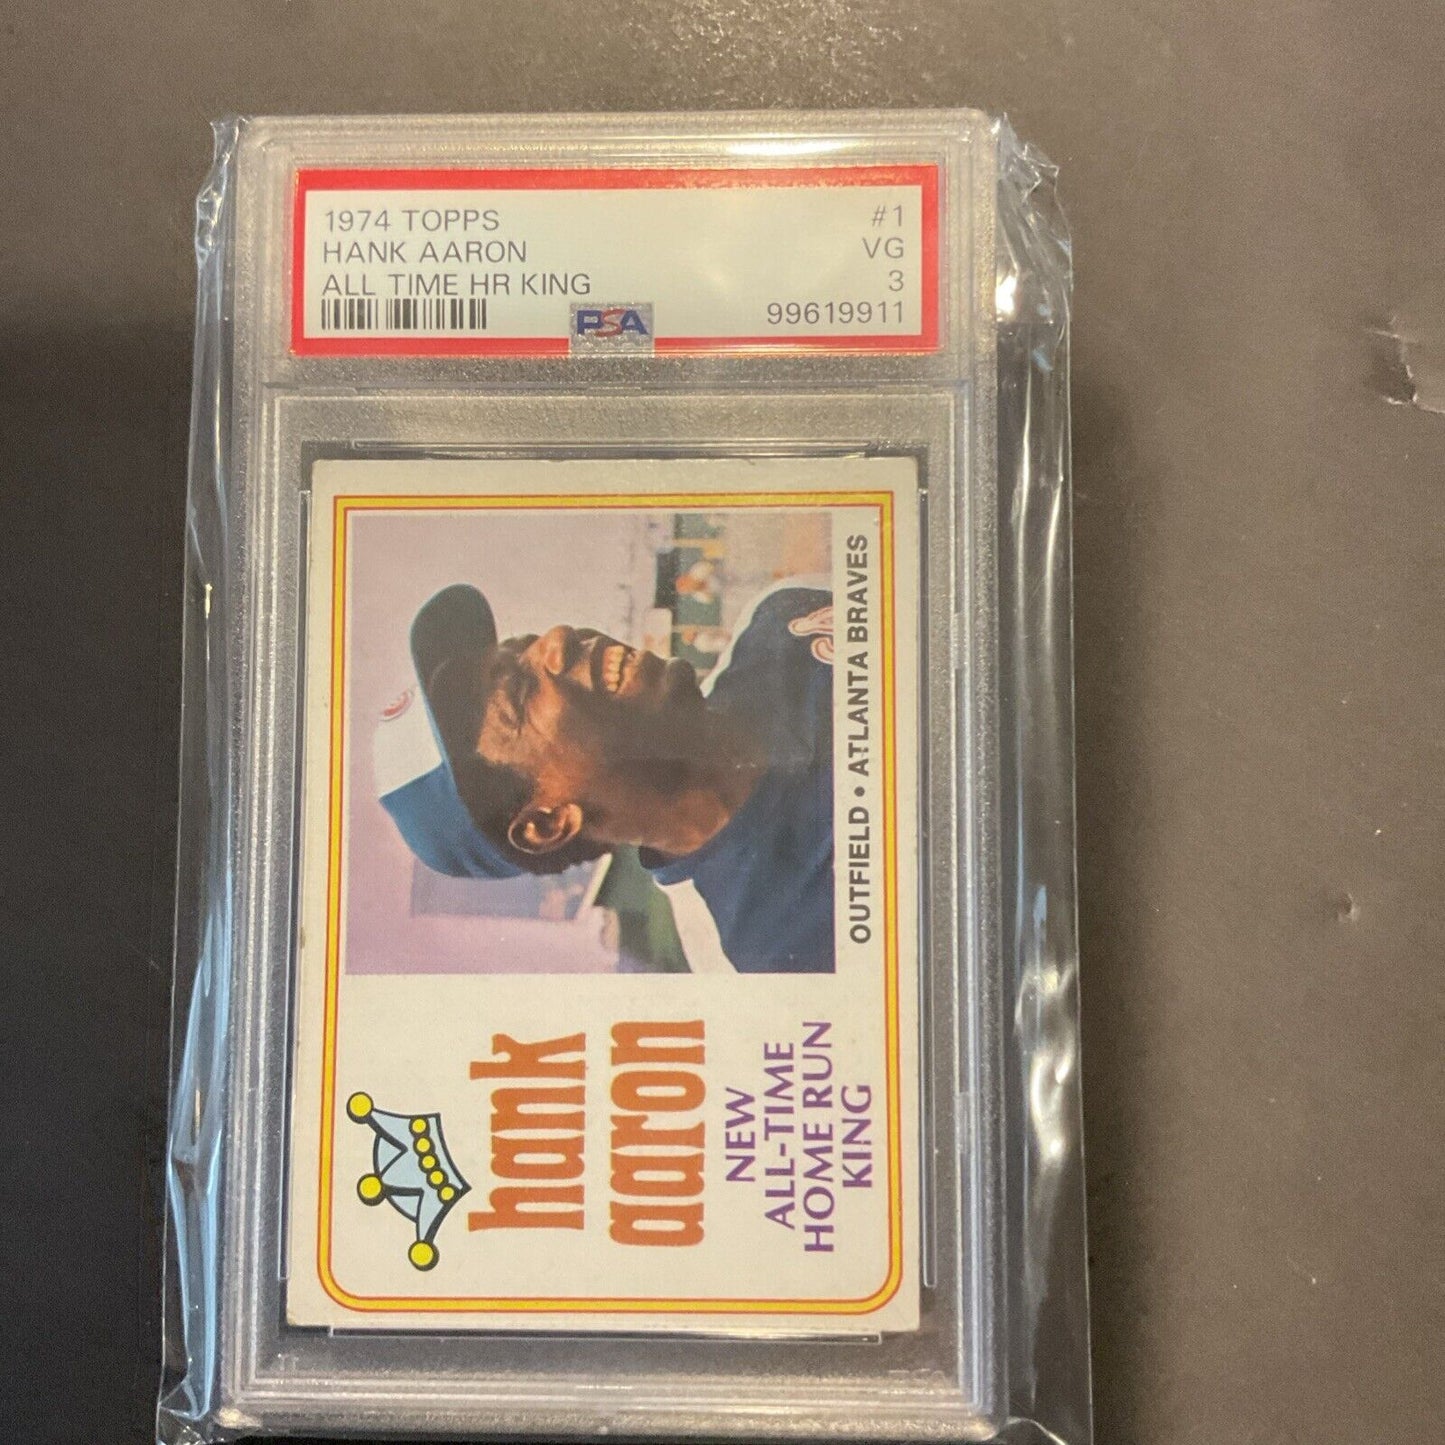 1974 TOPPS #1
HANK AARON VG
ALL TIME HR KING 3
PSA 99619911
hank
aaron
NEW
ALL-TIME
HOME RUN
KING
OUTFIELD • ATLANTA BRAVES